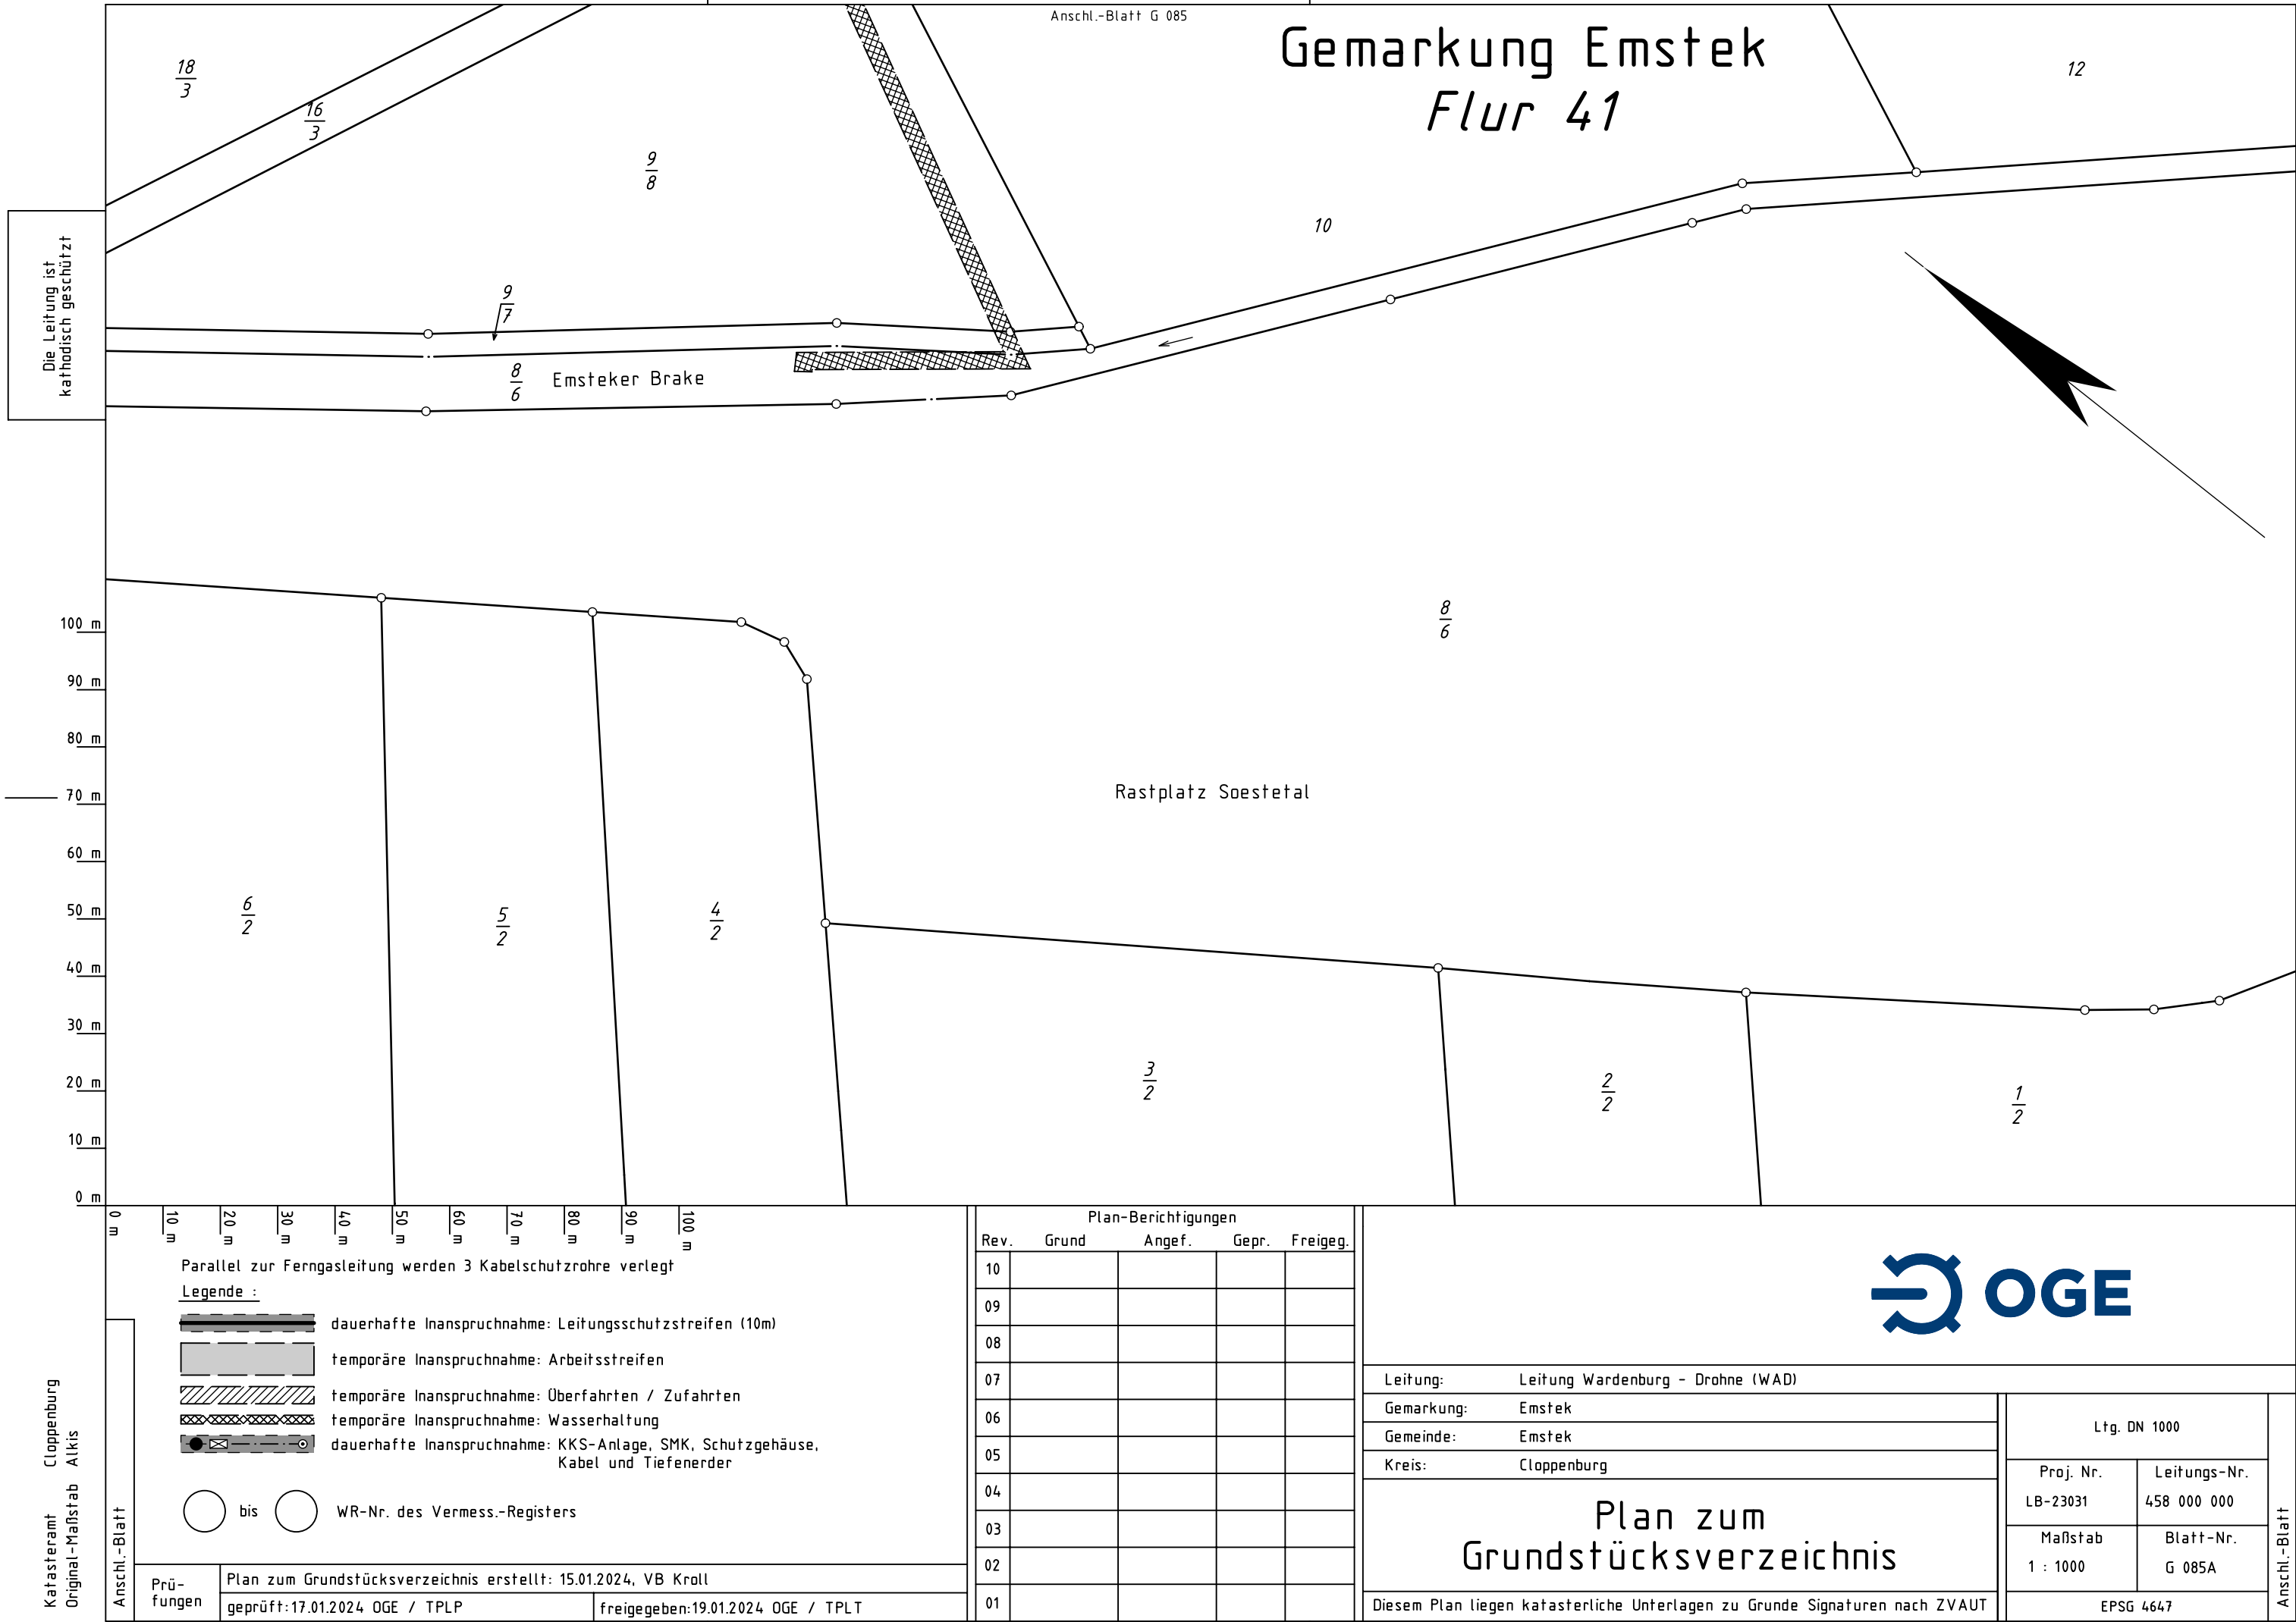 Anschl.-Blatt G 085
Gemarkung Emstek
Flur 41
18
3
16
3
9
8
12
10
Die Leitung ist
kathodisch geschützt
9
7
8
6
Emsteker Brake
8
6
Rastplatz Soestetal
100 m
90 m
80 m
70 m
60 m
50 m
40 m
30 m
20 m
10 m
0 m
6
2
5
2
4
2
3
2
2
2
1
2
0 m
10 m
20 m
30 m
40 m
50 m
60 m
70 m
80 m
90 m
100 m
Parallel zur Ferngasleitung werden 3 Kabelschutzrohre verlegt
Legende :
dauerhafte Inanspruchnahme: Leitungsschutzstreifen (10m)
temporäre Inanspruchnahme: Arbeitsstreifen
temporäre Inanspruchnahme: Überfahrten / Zufahrten
temporäre Inanspruchnahme: Wasserhaltung
dauerhafte Inanspruchnahme: KKS-Anlage, SMK, Schutzgehäuse,
Kabel und Tiefenerder
bis WR-Nr. des Vermess.-Registers
Katasteramt Cloppenburg
Original-Maßstab Alkis
Anschl.-Blatt
Prü-
fungen
Plan zum Grundstücksverzeichnis erstellt: 15.01.2024, VB Kroll
geprüft:17.01.2024 OGE / TPLP
freigegeben:19.01.2024 OGE / TPLT
Plan-Berichtigungen
Rev. Grund Angef. Gepr. Freigeg.
10
09
08
07
06
05
04
03
02
01
OGE
Leitung: Leitung Wardenburg - Drohne (WAD)
Gemarkung: Emstek
Gemeinde: Emstek
Kreis: Cloppenburg
Plan zum
Grundstücksverzeichnis
Diesem Plan liegen katasterliche Unterlagen zu Grunde Signaturen nach ZVAUT
Ltg. DN 1000
Proj. Nr. Leitungs-Nr.
LB-23031 458 000 000
Maßstab Blatt-Nr.
1 : 1000 G 085A
EPSG 4647
Anschl.-Blatt